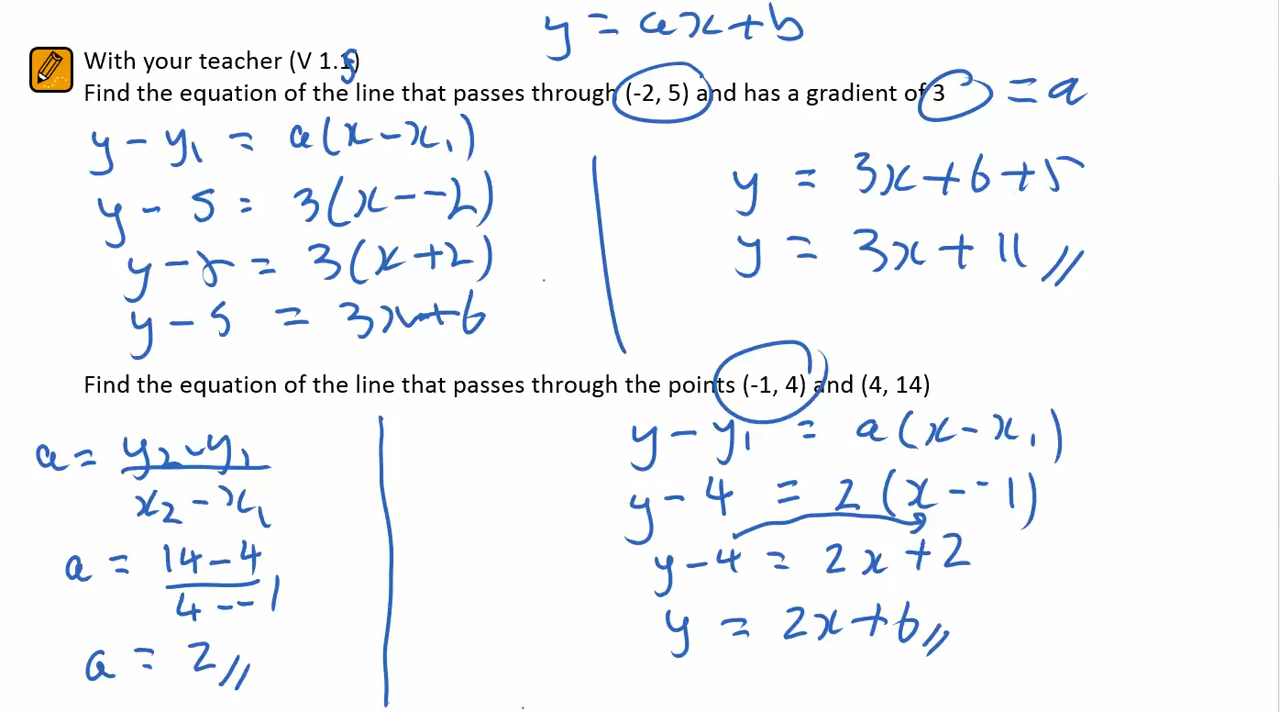 y = ax + b
With your teacher (V 1.5)
Find the equation of the line that passes through (-2, 5) and has a gradient of 3 = a
y - y₁ = a(x - x₁)
y - 5 = 3(x - -2)
y - 5 = 3(x + 2)
y - 5 = 3x + 6
y = 3x + 6 + 5
y = 3x + 11 //
Find the equation of the line that passes through the points (-1, 4) and (4, 14)
a = y₂ - y₁ / x₂ - x₁
a = 14 - 4 / 4 - - 1
a = 2 //
y - y₁ = a(x - x₁)
y - 4 = 2(x - - 1)
y - 4 = 2x + 2
y = 2x + 6 //